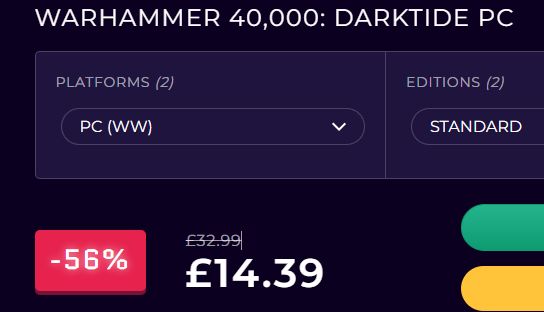 WARHAMMER 40,000: DARKTIDE PC
PLATFORMS (2)
EDITIONS (2)
PC (WW)
STANDARD
-56%
£32.99
£14.39